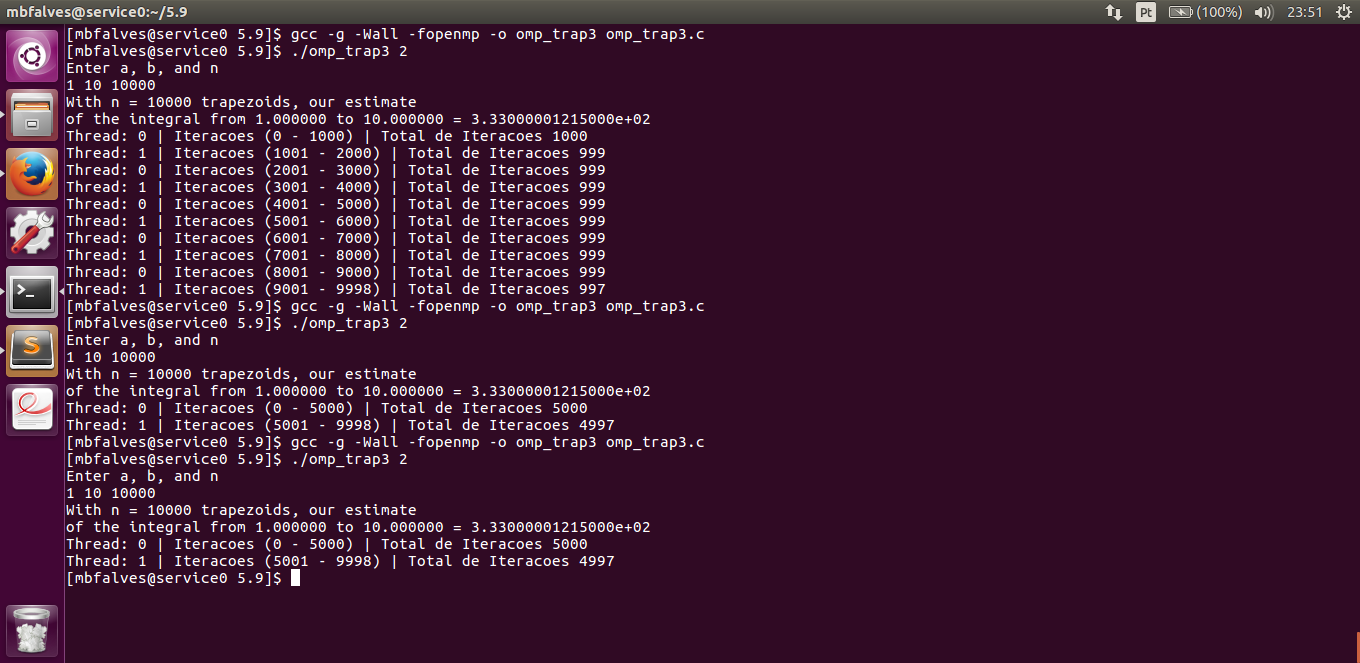 mbfalves@service0:~/5.9
Pt (100%) 23:51
[mbfalves@service0 5.9]$ gcc -g -Wall -fopenmp -o omp_trap3 omp_trap3.c
[mbfalves@service0 5.9]$ ./omp_trap3 2
Enter a, b, and n
1 10 10000
With n = 10000 trapezoids, our estimate
of the integral from 1.000000 to 10.000000 = 3.33000001215000e+02
Thread: 0 | Iteracoes (0 - 1000) | Total de Iteracoes 1000
Thread: 1 | Iteracoes (1001 - 2000) | Total de Iteracoes 999
Thread: 0 | Iteracoes (2001 - 3000) | Total de Iteracoes 999
Thread: 1 | Iteracoes (3001 - 4000) | Total de Iteracoes 999
Thread: 0 | Iteracoes (4001 - 5000) | Total de Iteracoes 999
Thread: 1 | Iteracoes (5001 - 6000) | Total de Iteracoes 999
Thread: 0 | Iteracoes (6001 - 7000) | Total de Iteracoes 999
Thread: 1 | Iteracoes (7001 - 8000) | Total de Iteracoes 999
Thread: 0 | Iteracoes (8001 - 9000) | Total de Iteracoes 999
Thread: 1 | Iteracoes (9001 - 9998) | Total de Iteracoes 997
[mbfalves@service0 5.9]$ gcc -g -Wall -fopenmp -o omp_trap3 omp_trap3.c
[mbfalves@service0 5.9]$ ./omp_trap3 2
Enter a, b, and n
1 10 10000
With n = 10000 trapezoids, our estimate
of the integral from 1.000000 to 10.000000 = 3.33000001215000e+02
Thread: 0 | Iteracoes (0 - 5000) | Total de Iteracoes 5000
Thread: 1 | Iteracoes (5001 - 9998) | Total de Iteracoes 4997
[mbfalves@service0 5.9]$ gcc -g -Wall -fopenmp -o omp_trap3 omp_trap3.c
[mbfalves@service0 5.9]$ ./omp_trap3 2
Enter a, b, and n
1 10 10000
With n = 10000 trapezoids, our estimate
of the integral from 1.000000 to 10.000000 = 3.33000001215000e+02
Thread: 0 | Iteracoes (0 - 5000) | Total de Iteracoes 5000
Thread: 1 | Iteracoes (5001 - 9998) | Total de Iteracoes 4997
[mbfalves@service0 5.9]$